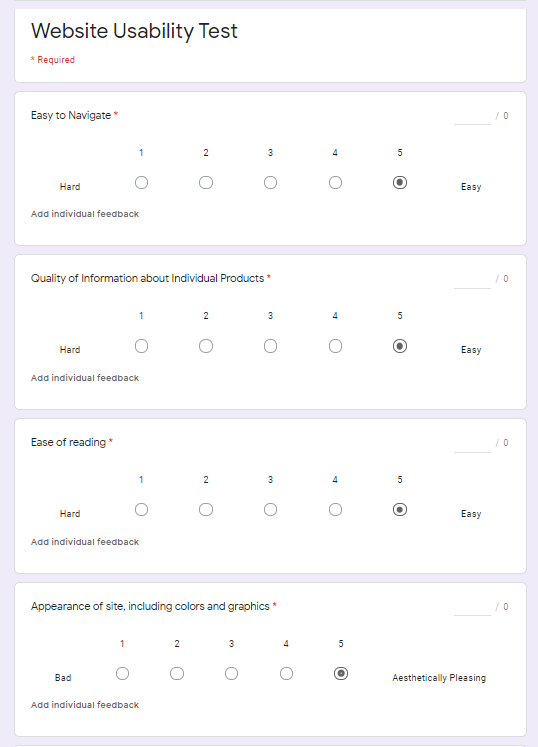 Website Usability Test
* Required
Easy to Navigate * / 0
1 2 3 4 5
Hard Easy
Add individual feedback
Quality of Information about Individual Products * / 0
1 2 3 4 5
Hard Easy
Add individual feedback
Ease of reading * / 0
1 2 3 4 5
Hard Easy
Add individual feedback
Appearance of site, including colors and graphics * / 0
1 2 3 4 5
Bad Aesthetically Pleasing
Add individual feedback